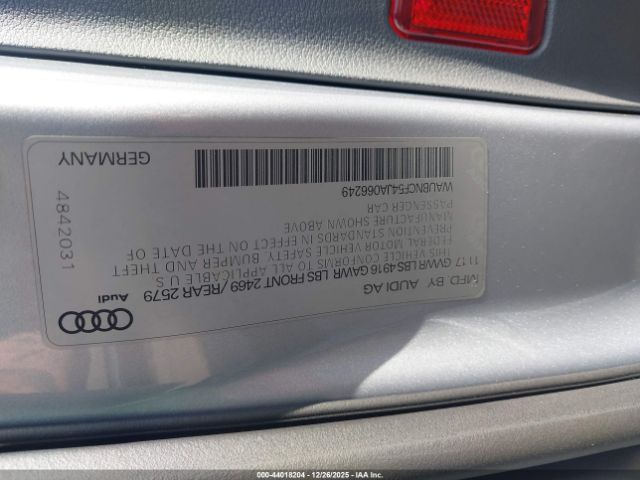 MFD. BY AUDI AG
11 17 GVWR LBS 4916 GAWR LBS FRONT 2469 / REAR 2579
THIS VEHICLE CONFORMS TO ALL APPLICABLE U.S.
FEDERAL MOTOR VEHICLE SAFETY, BUMPER AND THEFT
PREVENTION STANDARDS IN EFFECT ON THE DATE OF
MANUFACTURE SHOWN ABOVE
PASSENGER CAR
WAUBNCF54JA066249
Audi
4842031
GERMANY
000-44018204 - 12/26/2025 - IAA Inc.